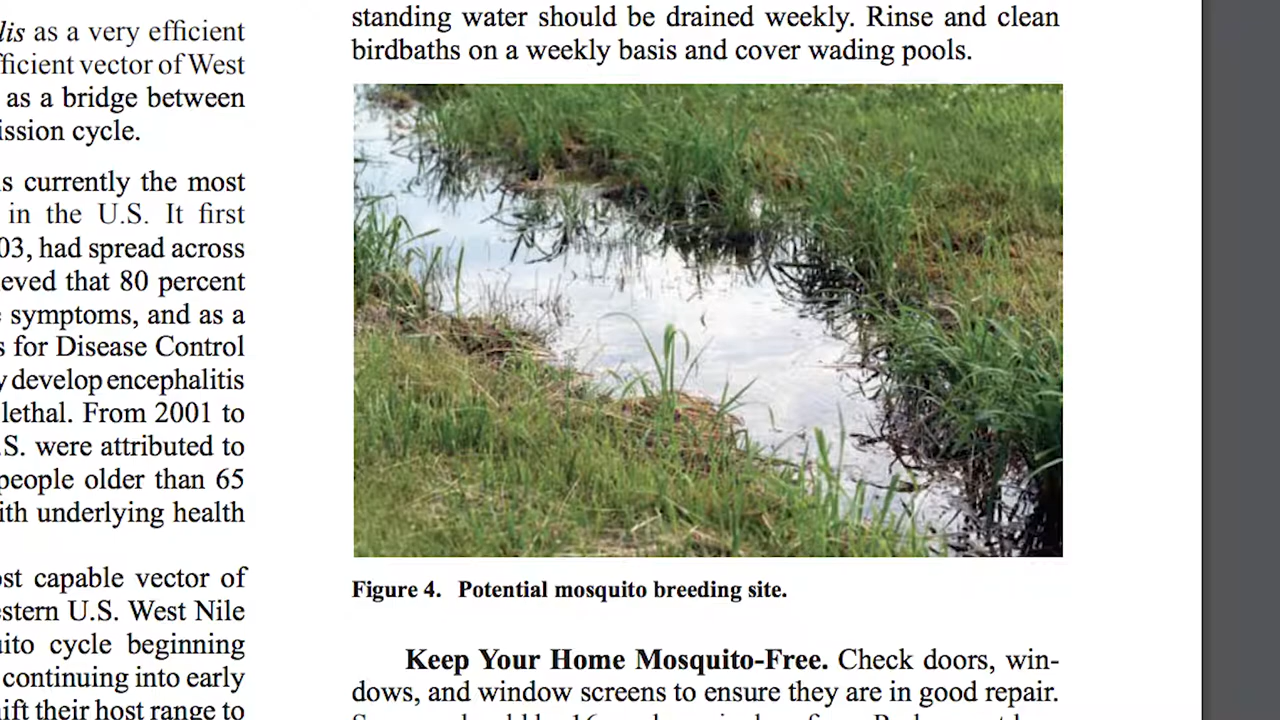 lis as a very efficient
fficient vector of West
as a bridge between
ission cycle.
is currently the most
in the U.S. It first
03, had spread across
eved that 80 percent
symptoms, and as a
s for Disease Control
y develop encephalitis
lethal. From 2001 to
.S. were attributed to
people older than 65
ith underlying health
ost capable vector of
estern U.S. West Nile
uito cycle beginning
continuing into early
ift their host range to
standing water should be drained weekly. Rinse and clean
birdbaths on a weekly basis and cover wading pools.
Figure 4. Potential mosquito breeding site.
Keep Your Home Mosquito-Free. Check doors, win-
dows, and window screens to ensure they are in good repair.